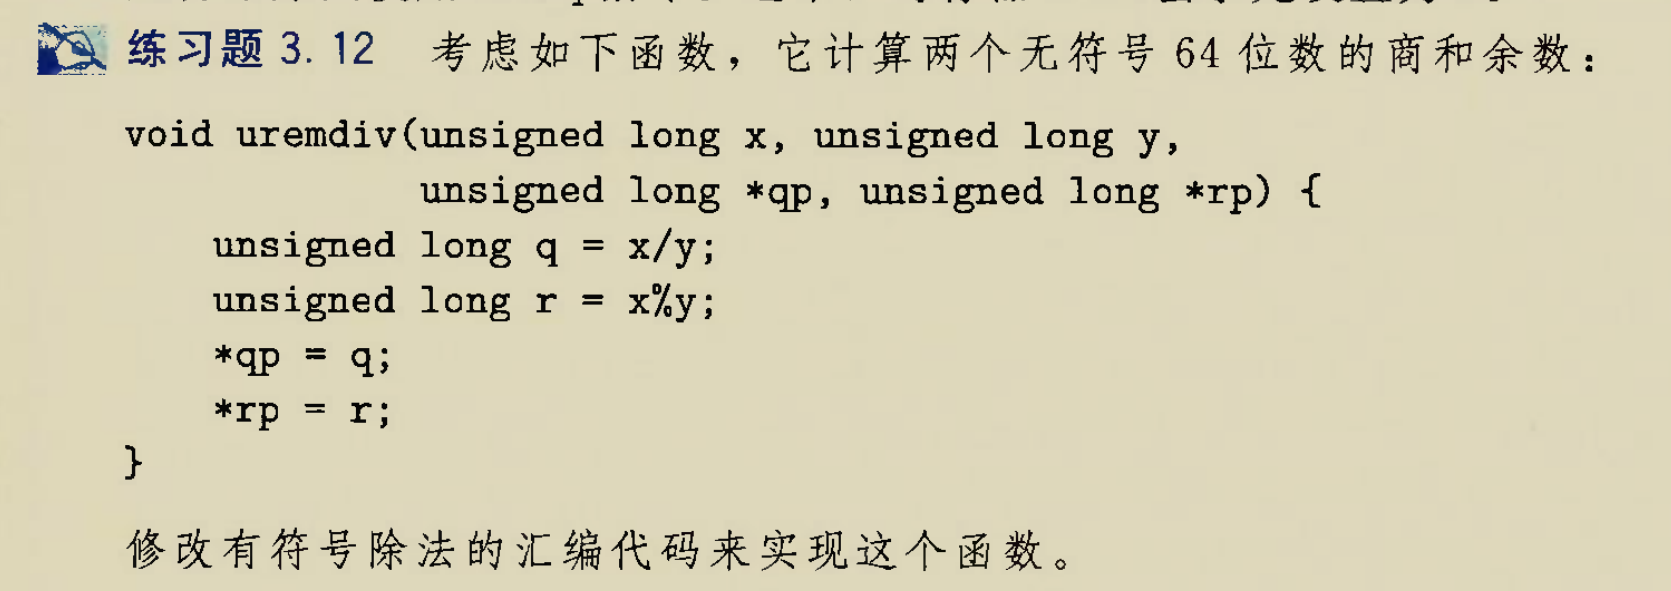 练习题 3.12 考虑如下函数，它计算两个无符号 64 位数的商和余数：
void uremdiv(unsigned long x, unsigned long y,
             unsigned long *qp, unsigned long *rp) {
    unsigned long q = x/y;
    unsigned long r = x%y;
    *qp = q;
    *rp = r;
}
修改有符号除法的汇编代码来实现这个函数。